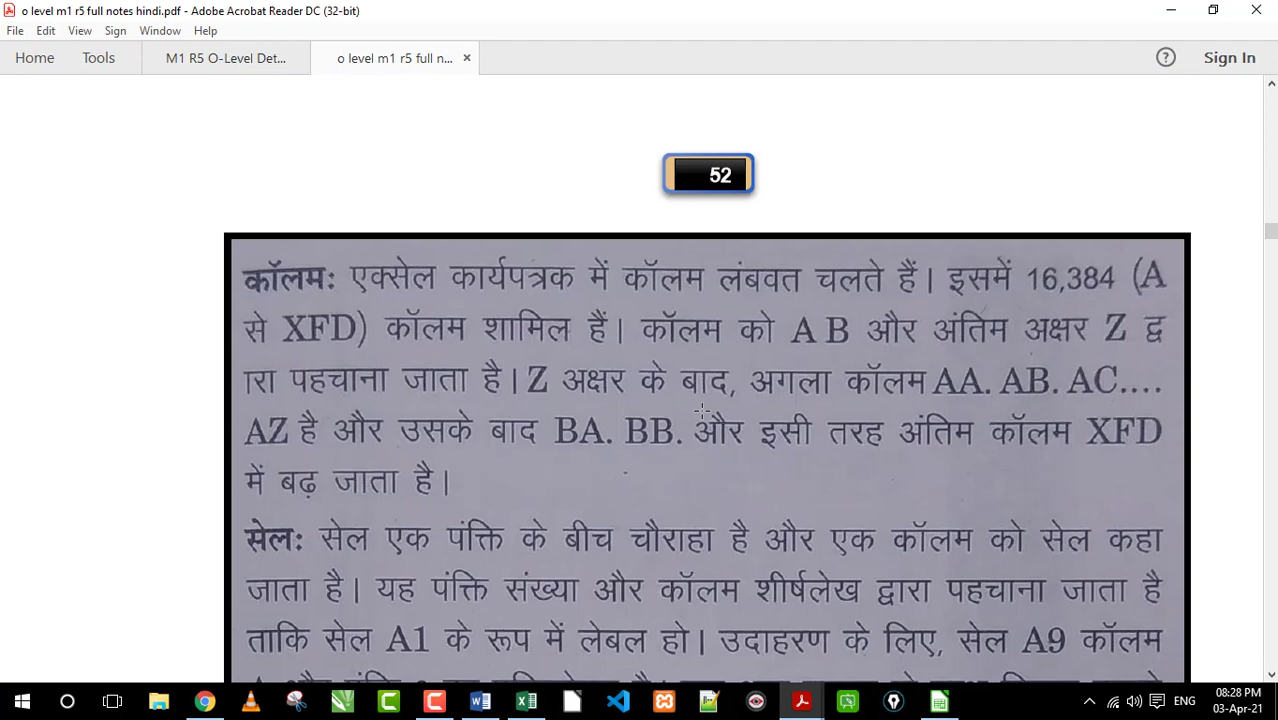 o level m1 r5 full notes hindi.pdf - Adobe Acrobat Reader DC (32-bit)
File Edit View Sign Window Help
Home Tools M1 R5 O-Level Det... o level m1 r5 full n... Sign In
52
कॉलमः एक्सेल कार्यपत्रक में कॉलम लंबवत चलते हैं। इसमें 16,384 (A
से XFD) कॉलम शामिल हैं। कॉलम को A B और अंतिम अक्षर Z द्व
ारा पहचाना जाता है। Z अक्षर के बाद, अगला कॉलम AA. AB. AC....
AZ है और उसके बाद BA. BB. और इसी तरह अंतिम कॉलम XFD
में बढ़ जाता है।
सेलः सेल एक पंक्ति के बीच चौराहा है और एक कॉलम को सेल कहा
जाता है। यह पंक्ति संख्या और कॉलम शीर्षलेख द्वारा पहचाना जाता है
ताकि सेल A1 के रूप में लेबल हो। उदाहरण के लिए, सेल A9 कॉलम
ENG
08:28 PM
03-Apr-21